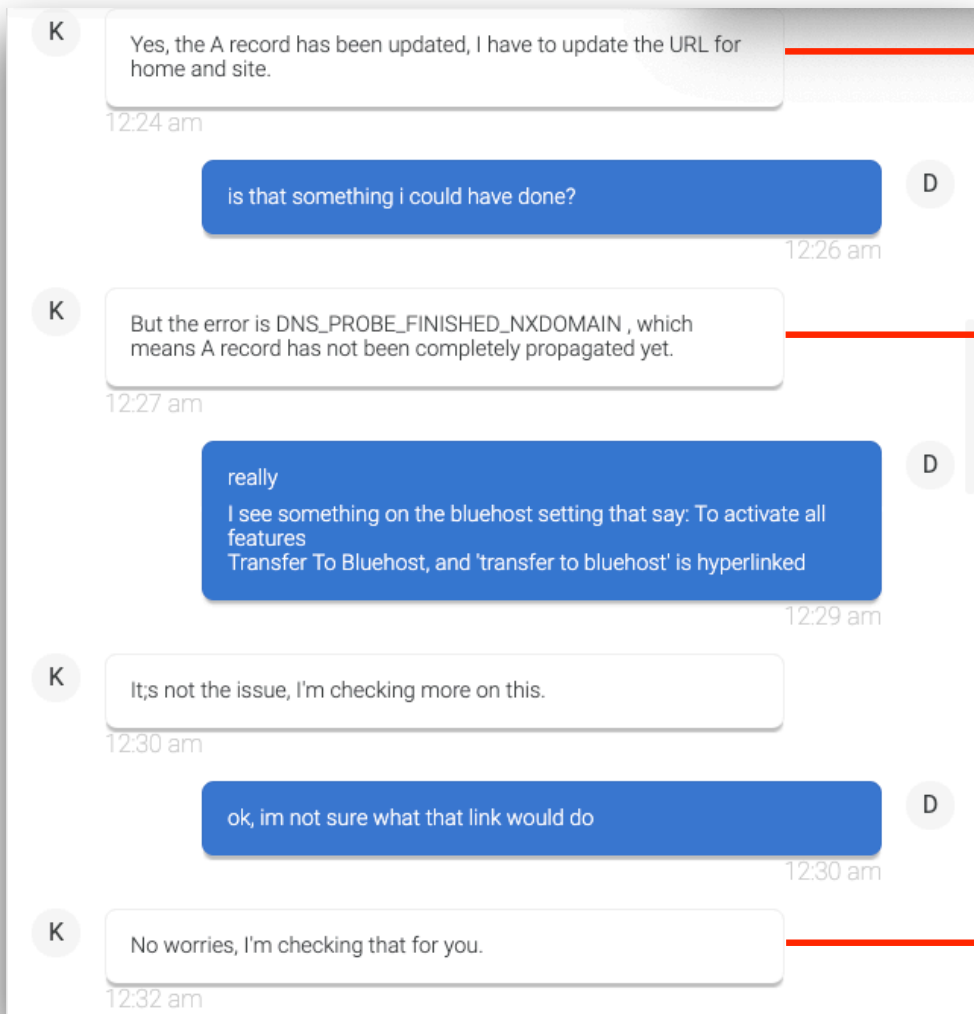 K
Yes, the A record has been updated, I have to update the URL for
home and site.
12:24 am
is that something i could have done?
D
12:26 am
K
But the error is DNS_PROBE_FINISHED_NXDOMAIN , which
means A record has not been completely propagated yet.
12:27 am
really
D
I see something on the bluehost setting that say: To activate all
features
Transfer To Bluehost, and 'transfer to bluehost' is hyperlinked
12:29 am
K
It;s not the issue, I'm checking more on this.
12:30 am
ok, im not sure what that link would do
D
12:30 am
K
No worries, I'm checking that for you.
12:32 am